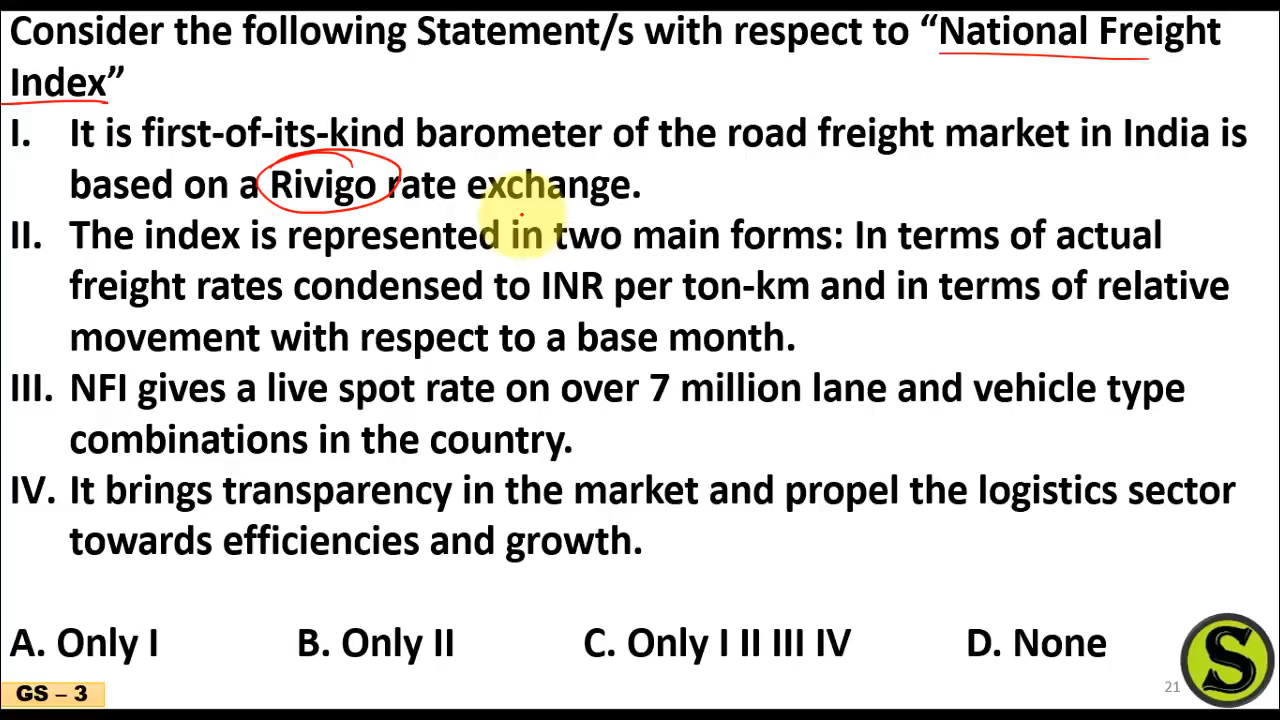 Consider the following Statement/s with respect to “National Freight
Index”
I. It is first-of-its-kind barometer of the road freight market in India is
based on a Rivigo rate exchange.
II. The index is represented in two main forms: In terms of actual
freight rates condensed to INR per ton-km and in terms of relative
movement with respect to a base month.
III. NFI gives a live spot rate on over 7 million lane and vehicle type
combinations in the country.
IV. It brings transparency in the market and propel the logistics sector
towards efficiencies and growth.
A. Only I B. Only II C. Only I II III IV D. None
GS – 3
21
S